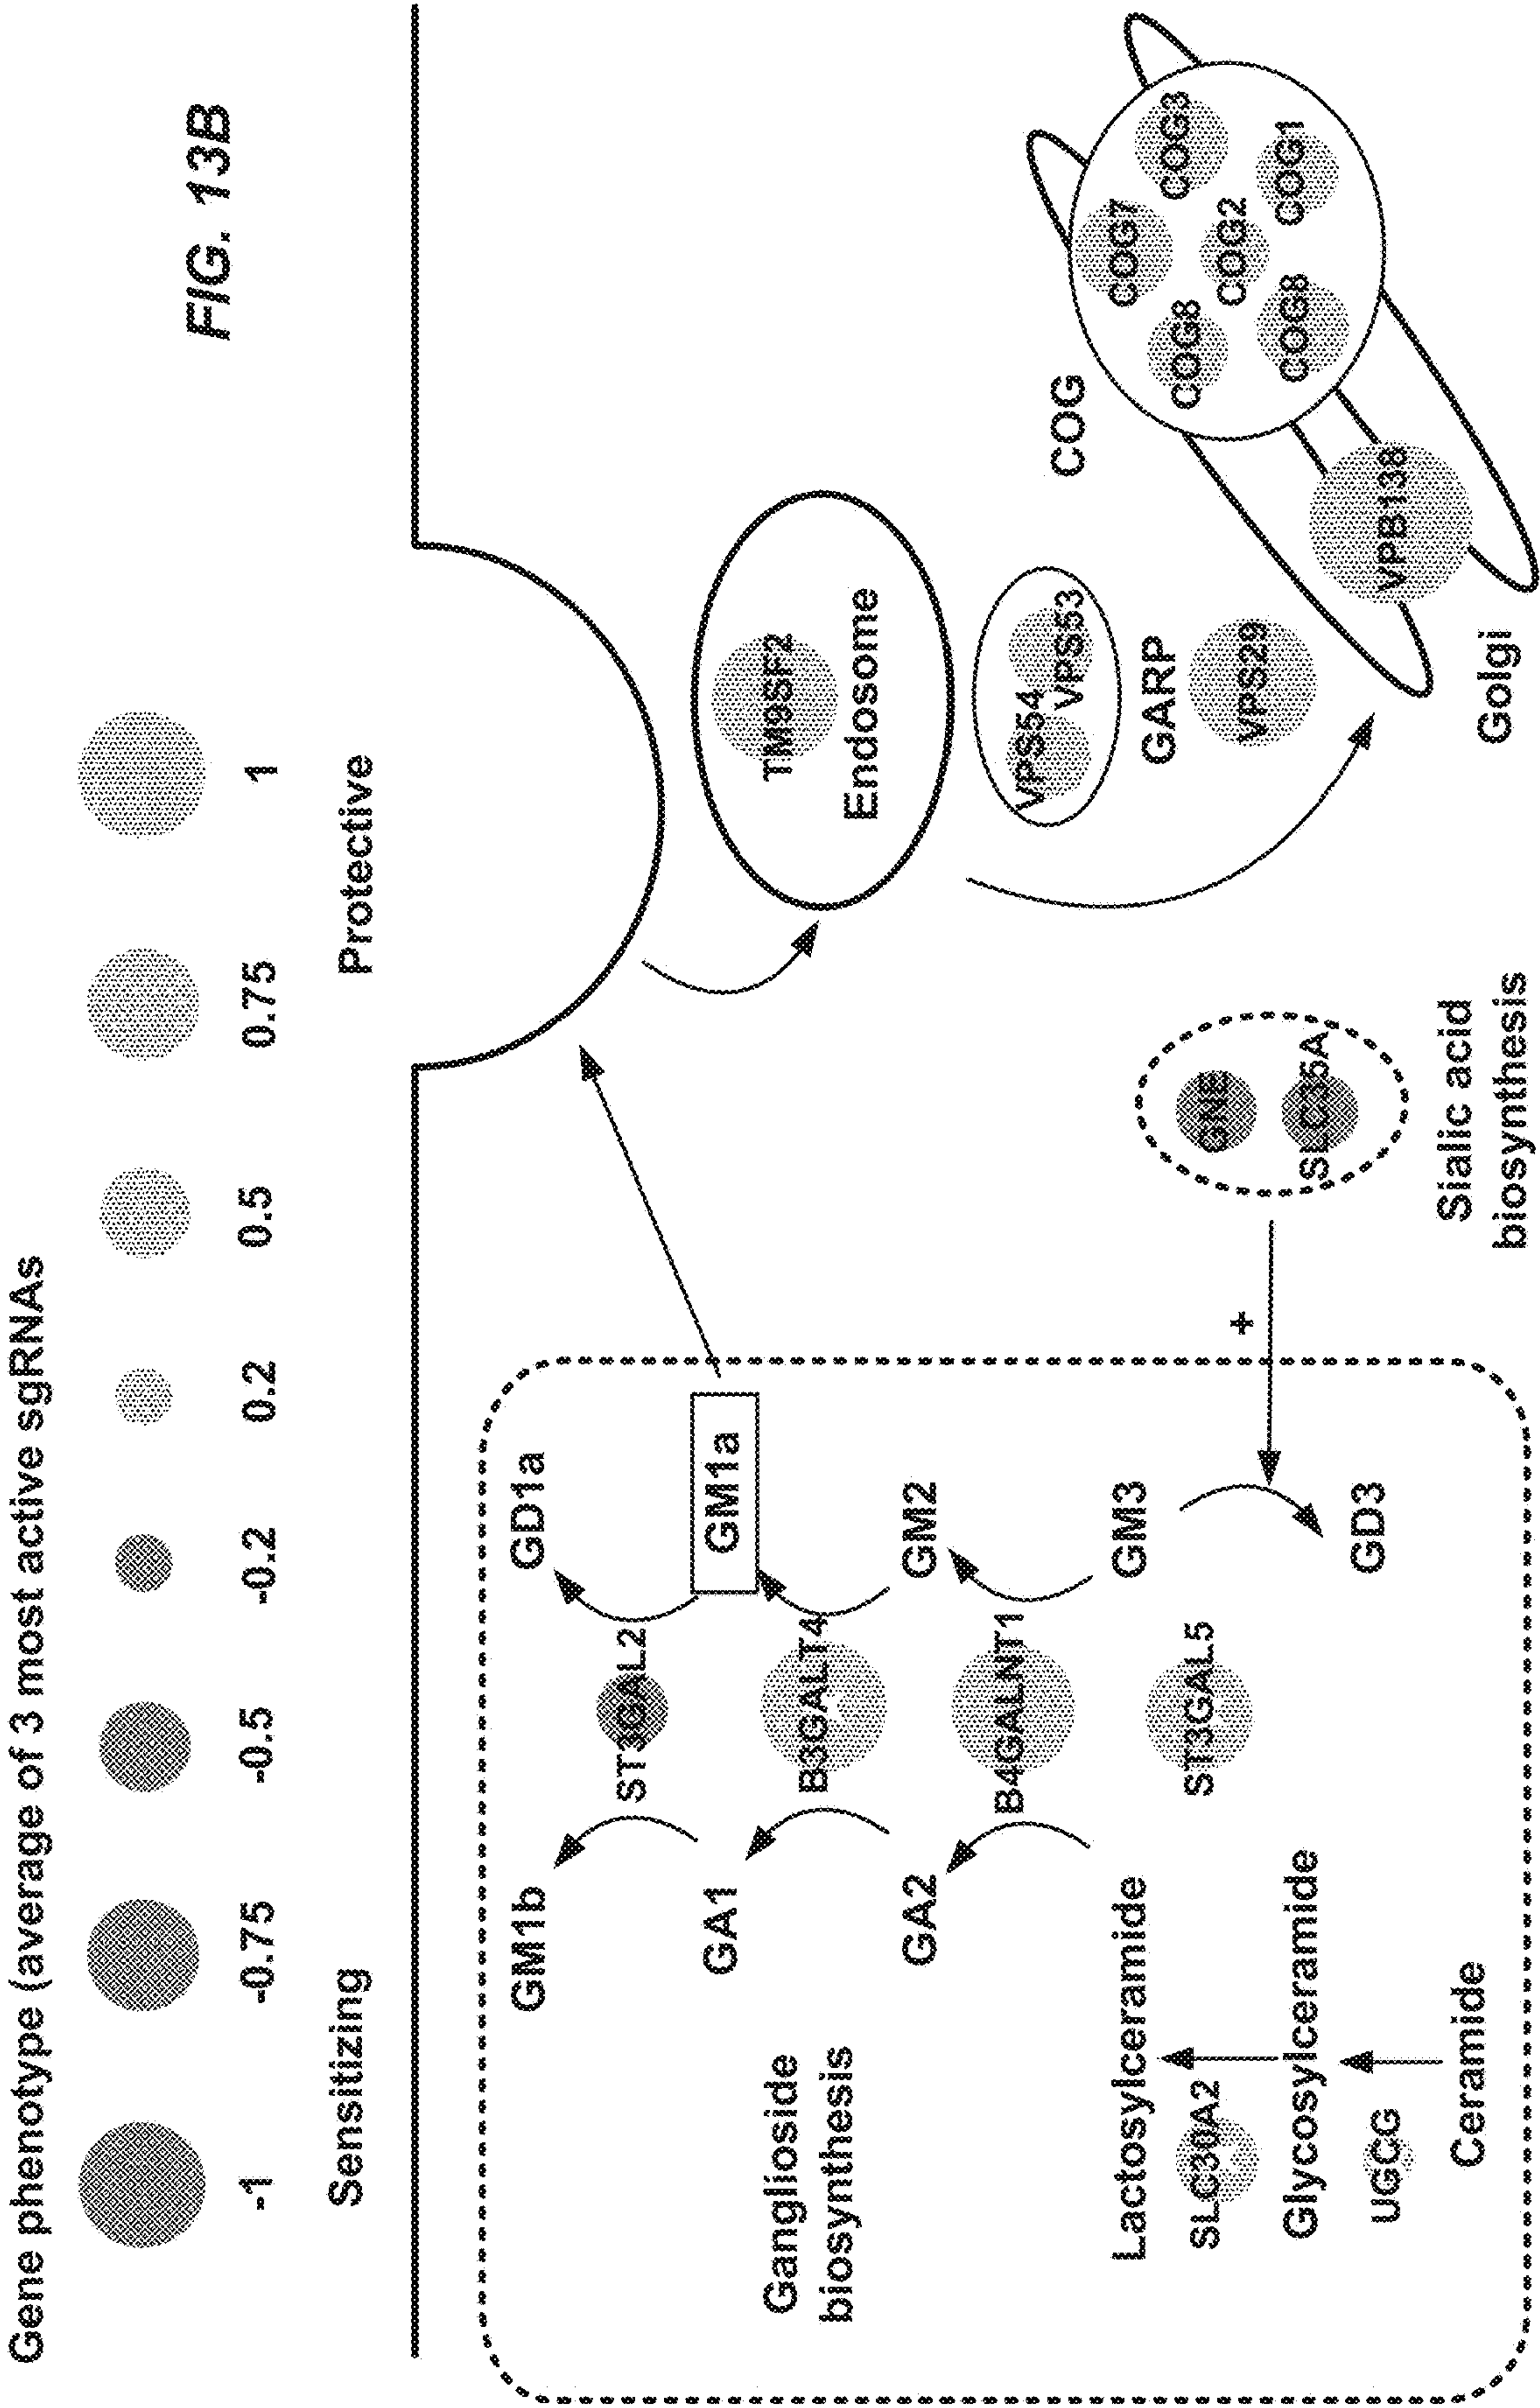 FIG. 13B
Gene phenotype (average of 3 most active sgRNAs
-1
-0.75
-0.5
-0.2
0.2
0.5
0.75
1
Sensitizing
Protective
GM1b
ST3GAL2
GD1a
GA1
B3GALT4
GM1a
Ganglioside
biosynthesis
GA2
B4GALNT1
GM2
Lactosylceramide
ST3GAL5
GM3
SLC30A2
Glycosylceramide
UGCG
GD3
Ceramide
+
GNE
SLC35A
Sialic acid
biosynthesis
TM9SF2
Endosome
VPS54
VPS53
GARP
VPS29
COG
COG7
COG3
COG8
COG2
COG1
COG8
VPB138
Golgi